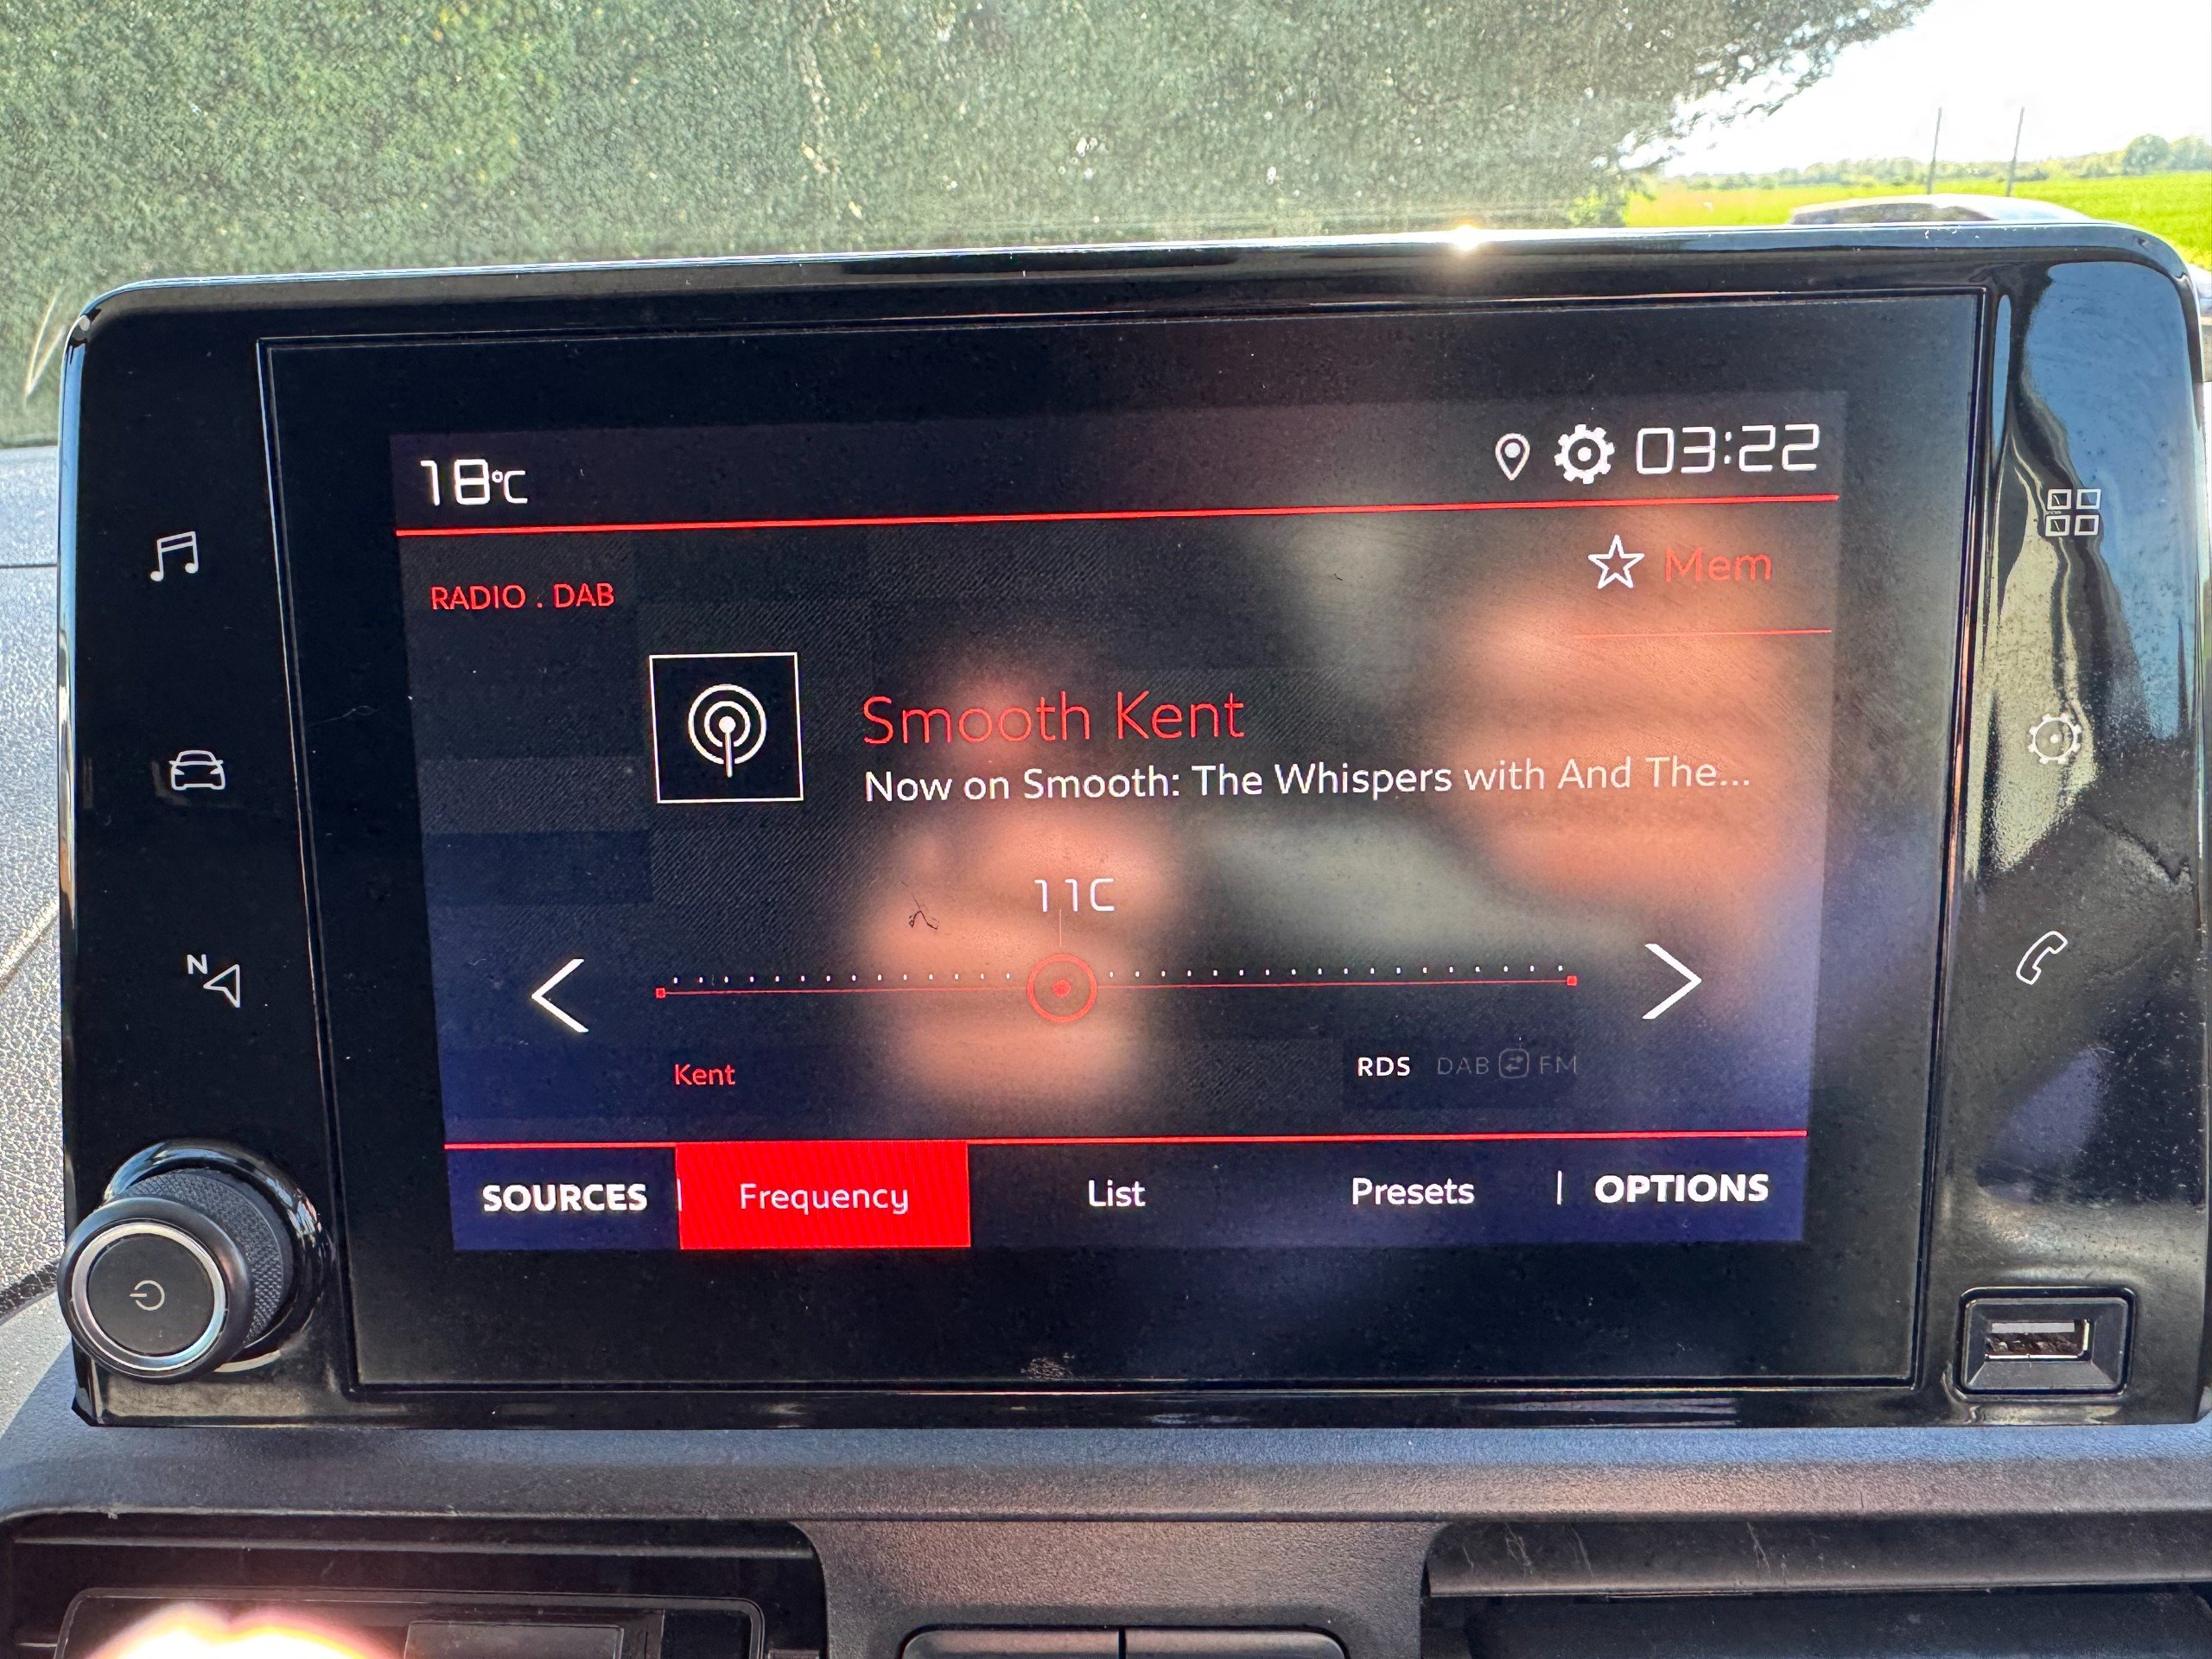 18°C 03:22
Mem
RADIO . DAB
Smooth Kent
Now on Smooth: The Whispers with And The...
11C
N
Kent RDS DAB FM
SOURCES Frequency List Presets OPTIONS